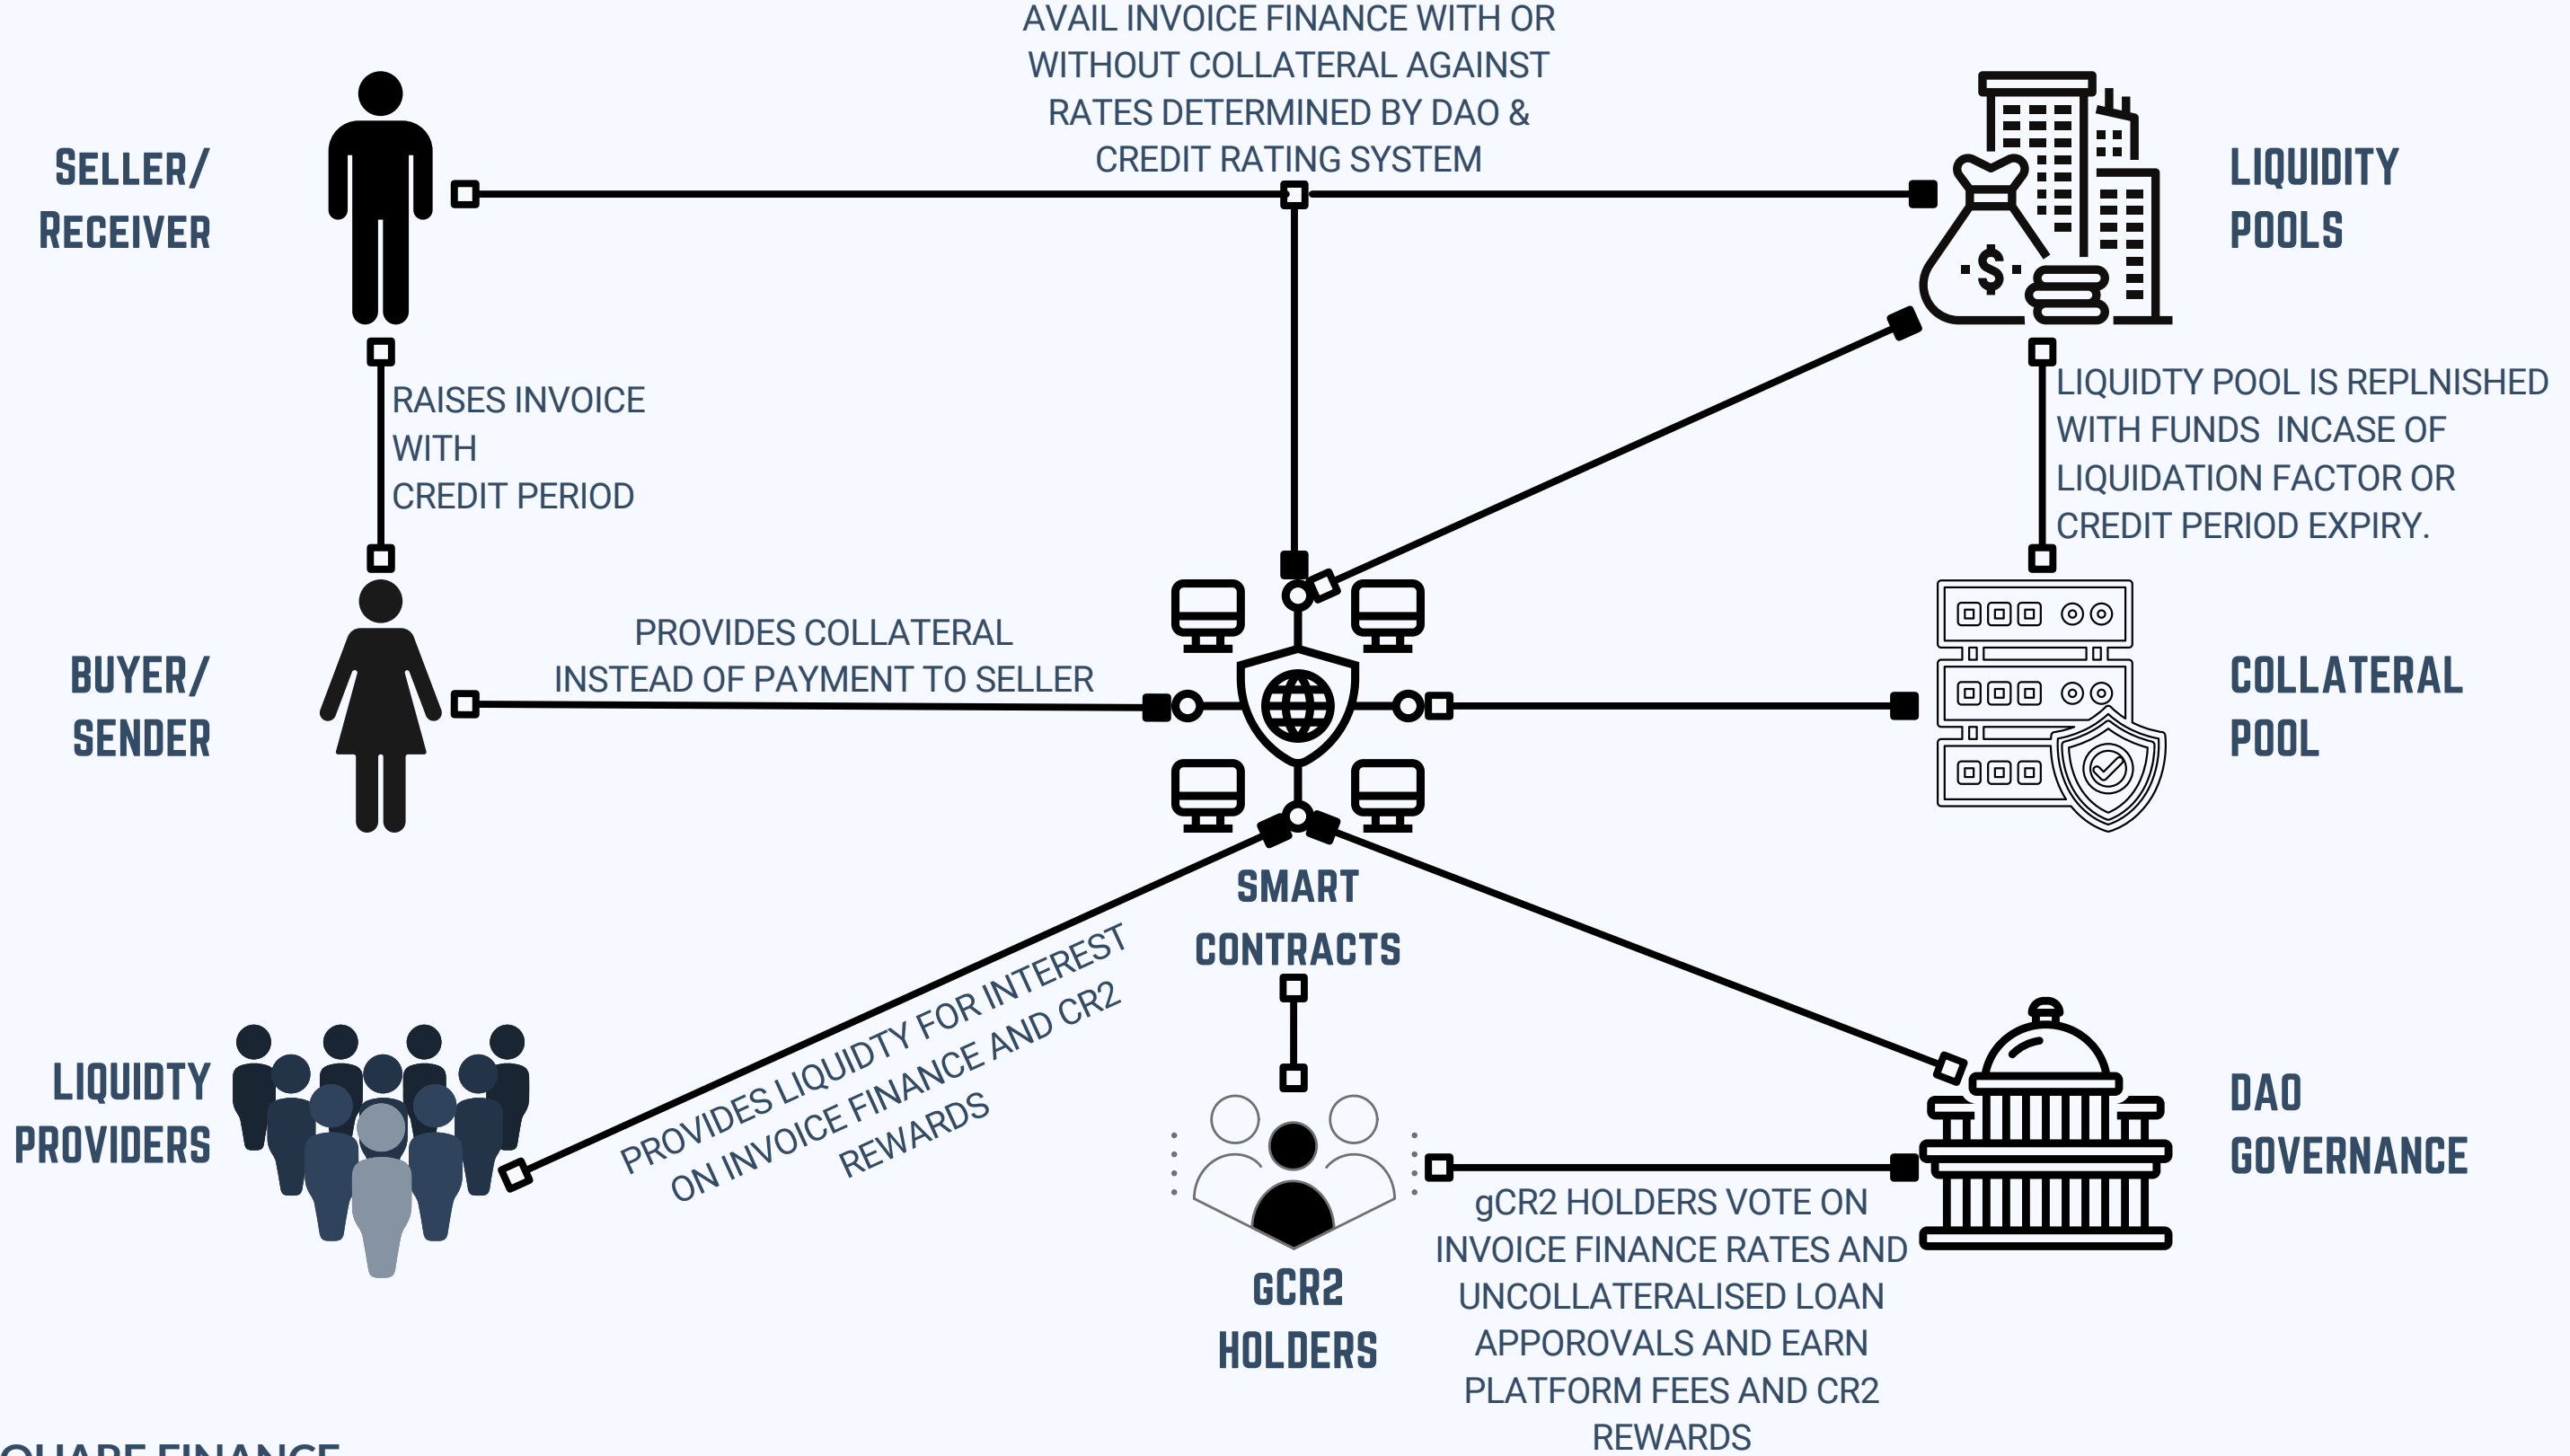 AVAIL INVOICE FINANCE WITH OR
WITHOUT COLLATERAL AGAINST
RATES DETERMINED BY DAO &
CREDIT RATING SYSTEM
SELLER/
RECEIVER
LIQUIDITY
POOLS
RAISES INVOICE
WITH
CREDIT PERIOD
LIQUIDTY POOL IS REPLNISHED
WITH FUNDS INCASE OF
LIQUIDATION FACTOR OR
CREDIT PERIOD EXPIRY.
BUYER/
SENDER
PROVIDES COLLATERAL
INSTEAD OF PAYMENT TO SELLER
COLLATERAL
POOL
SMART
CONTRACTS
LIQUIDTY
PROVIDERS
PROVIDES LIQUIDTY FOR INTEREST
ON INVOICE FINANCE AND CR2
REWARDS
DAO
GOVERNANCE
gCR2
HOLDERS
gCR2 HOLDERS VOTE ON
INVOICE FINANCE RATES AND
UNCOLLATERALISED LOAN
APPOROVALS AND EARN
PLATFORM FEES AND CR2
REWARDS
FINANCE